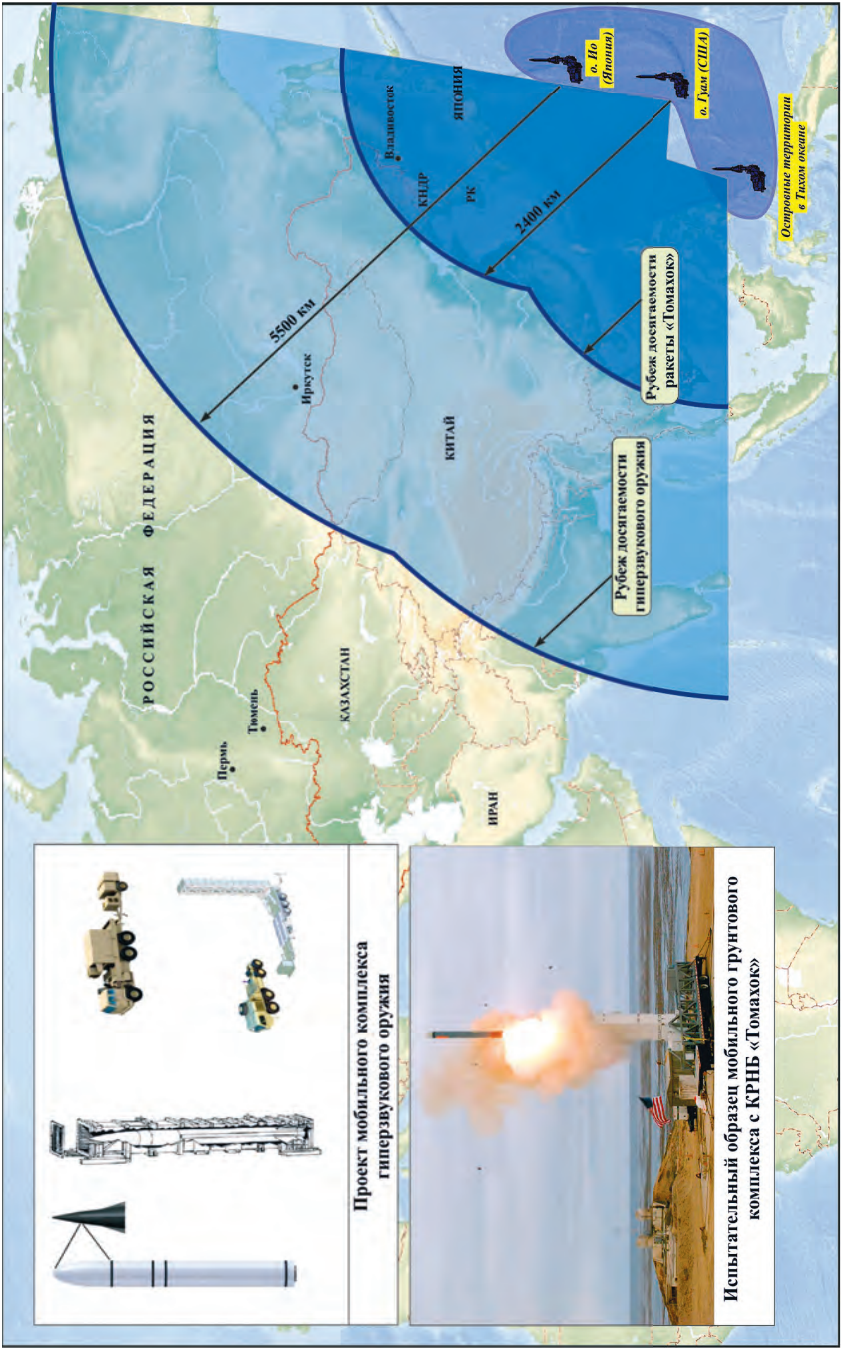 Проект мобильного комплекса
гиперзвукового оружия
Испытательный образец мобильного грунтового
комплекса с КРНБ «Томахок»
РОССИЙСКАЯ ФЕДЕРАЦИЯ
Пермь
Тюмень
КАЗАХСТАН
ИРАН
Иркутск
КИТАЙ
5500 км
2400 км
Владивосток
КНДР
РК
ЯПОНИЯ
Рубеж досягаемости
гиперзвукового оружия
Рубеж досягаемости
ракеты «Томахок»
о. Ио
(Япония)
о. Гуам (США)
Островные территории
в Тихом океане